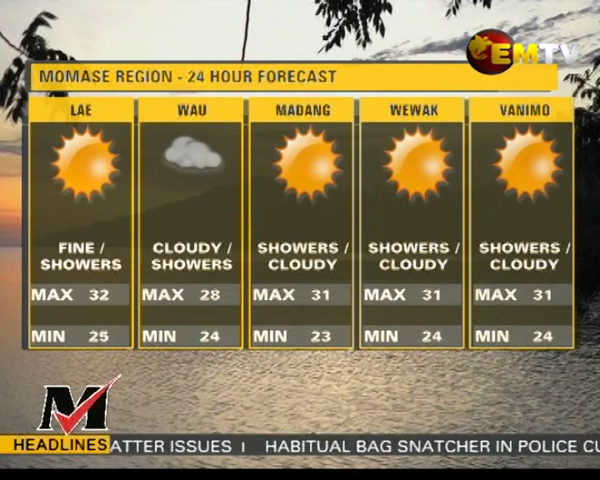 EMTV
MOMASE REGION - 24 HOUR FORECAST
LAE
WAU
MADANG
WEWAK
VANIMO
FINE /
SHOWERS
CLOUDY /
SHOWERS
SHOWERS /
CLOUDY
SHOWERS /
CLOUDY
SHOWERS /
CLOUDY
MAX 32
MAX 28
MAX 31
MAX 31
MAX 31
MIN 25
MIN 24
MIN 23
MIN 24
MIN 24
M
HEADLINES ATTER ISSUES | HABITUAL BAG SNATCHER IN POLICE CU